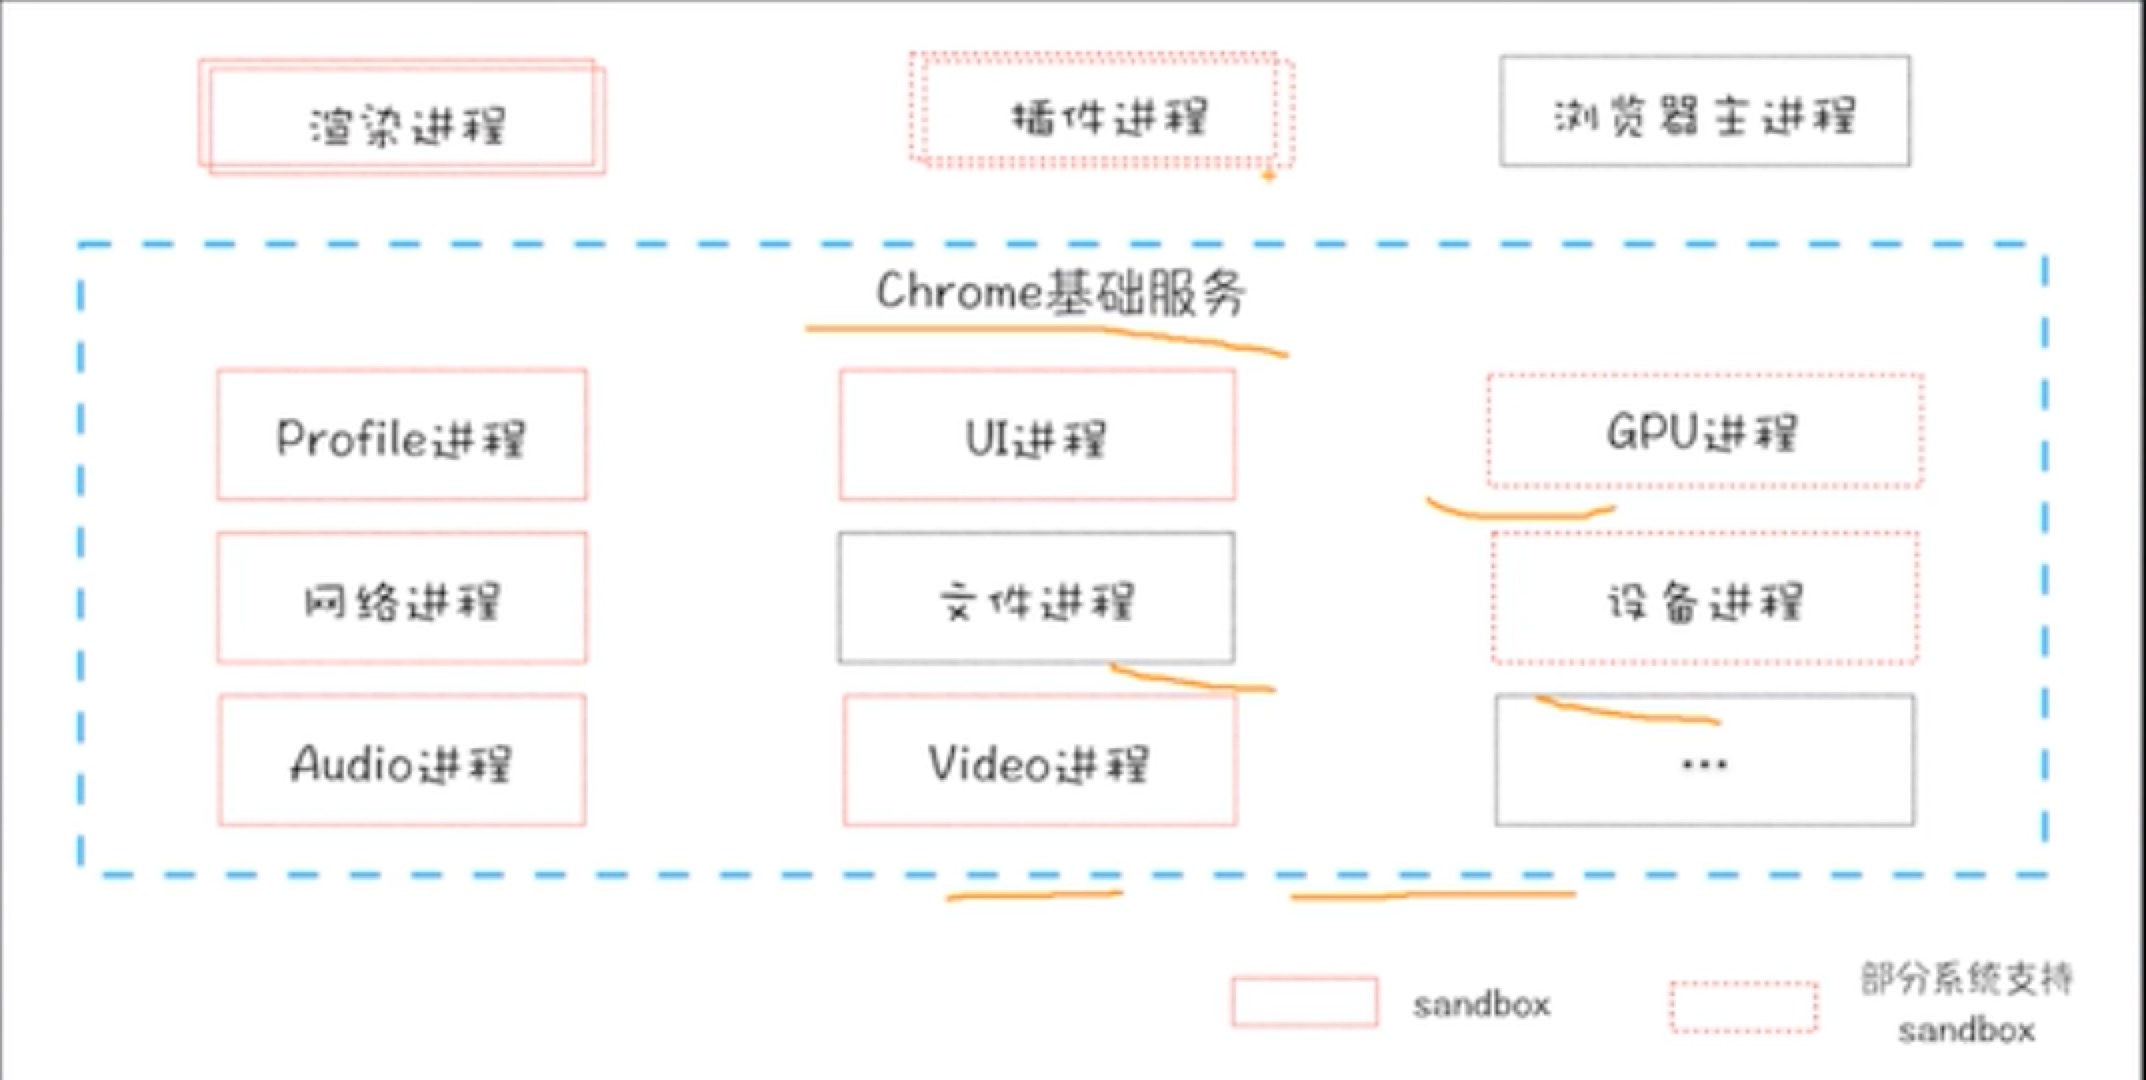 渲染进程
插件进程
浏览器主进程
Chrome基础服务
Profile进程
UI进程
GPU进程
网络进程
文件进程
设备进程
Audio进程
Video进程
...
sandbox
部分系统支持
sandbox